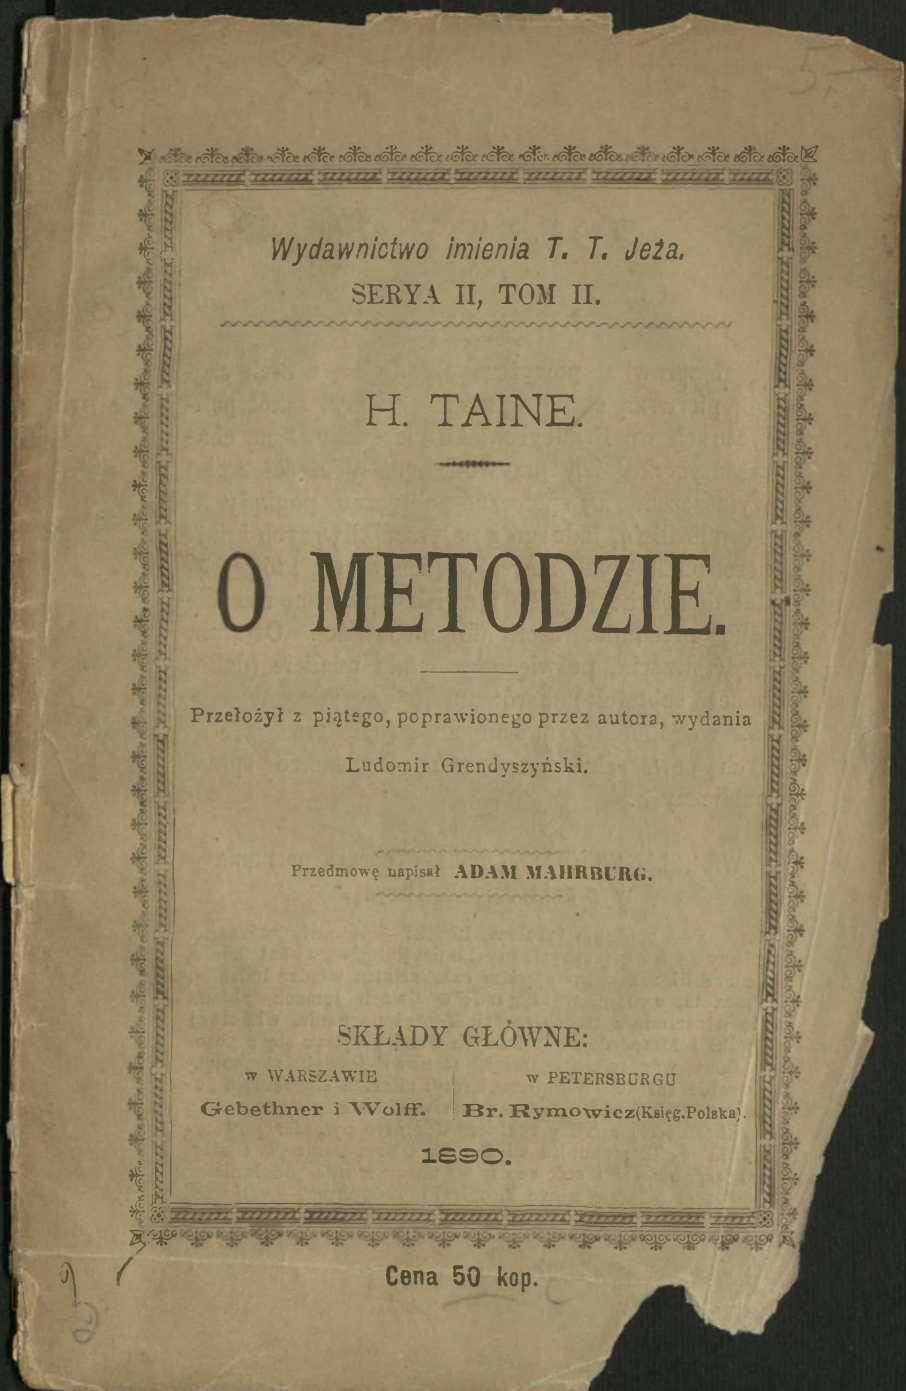 Wydawnictwo imienia T. T. Jeża.
SERYA II, TOM II.
H. TAINE.
O METODZIE.
Przełożył z piątego, poprawionego przez autora, wydania
Ludomir Grendyszyński.
Przedmowę napisał ADAM MAHRBURG.
SKŁADY GŁÓWNE:
w WARSZAWIE
Gebethner i Wolff.
w PETERSBURGU
Br. Rymowicz (Księg. Polska).
1890.
Cena 50 kop.